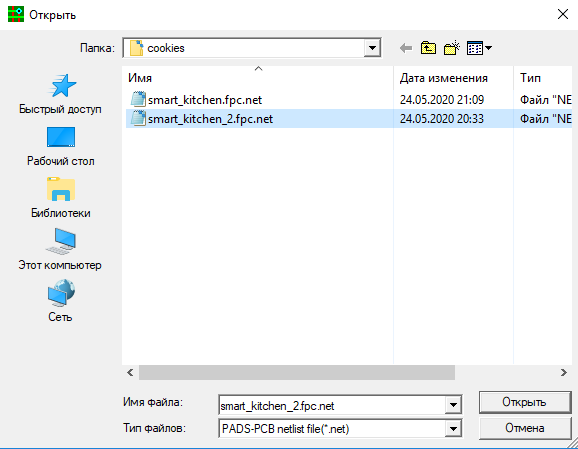 Открыть
Папка: cookies
Имя Дата изменения Тип
smart_kitchen.fpc.net 24.05.2020 21:09 Файл "NE
smart_kitchen_2.fpc.net 24.05.2020 20:33 Файл "NE
Быстрый доступ
Рабочий стол
Библиотеки
Этот компьютер
Сеть
Имя файла: smart_kitchen_2.fpc.net Открыть
Тип файлов: PADS-PCB netlist file(*.net) Отмена